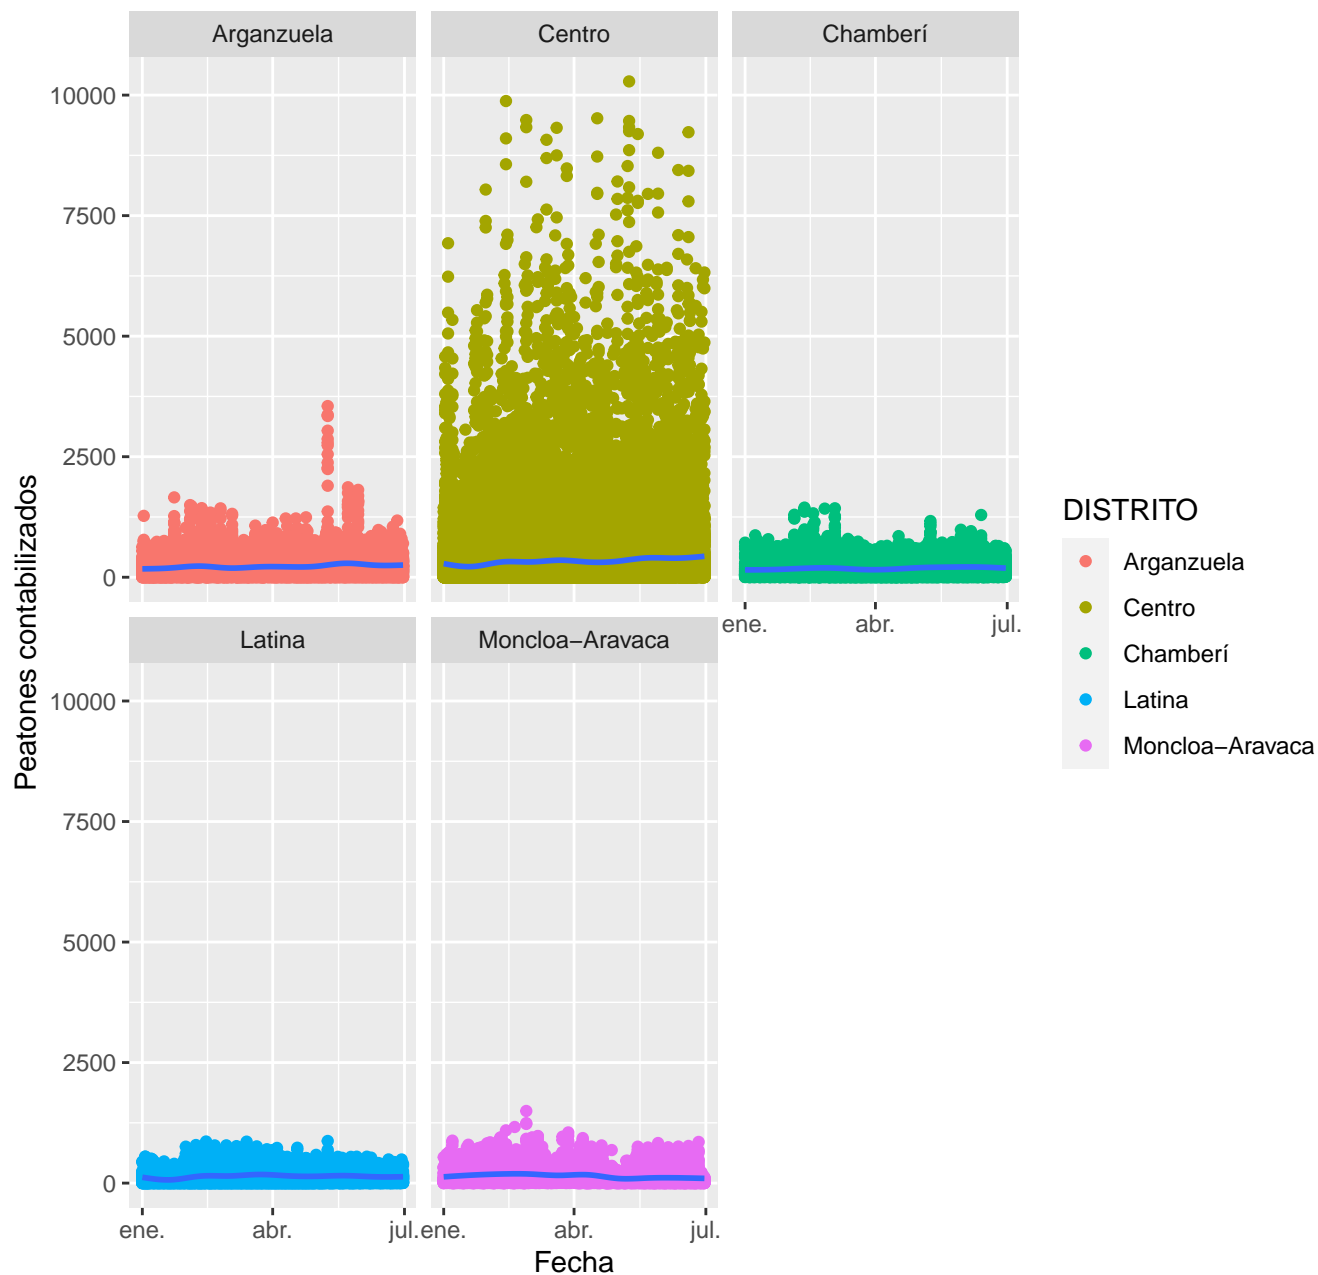 Arganzuela
Centro
Chamberí
10000
7500
5000
2500
0
ene.
abr.
jul.
Latina
Moncloa−Aravaca
10000
7500
5000
2500
0
ene.
abr.
jul.
ene.
abr.
jul.
Fecha
Peatones contabilizados
DISTRITO
Arganzuela
Centro
Chamberí
Latina
Moncloa−Aravaca